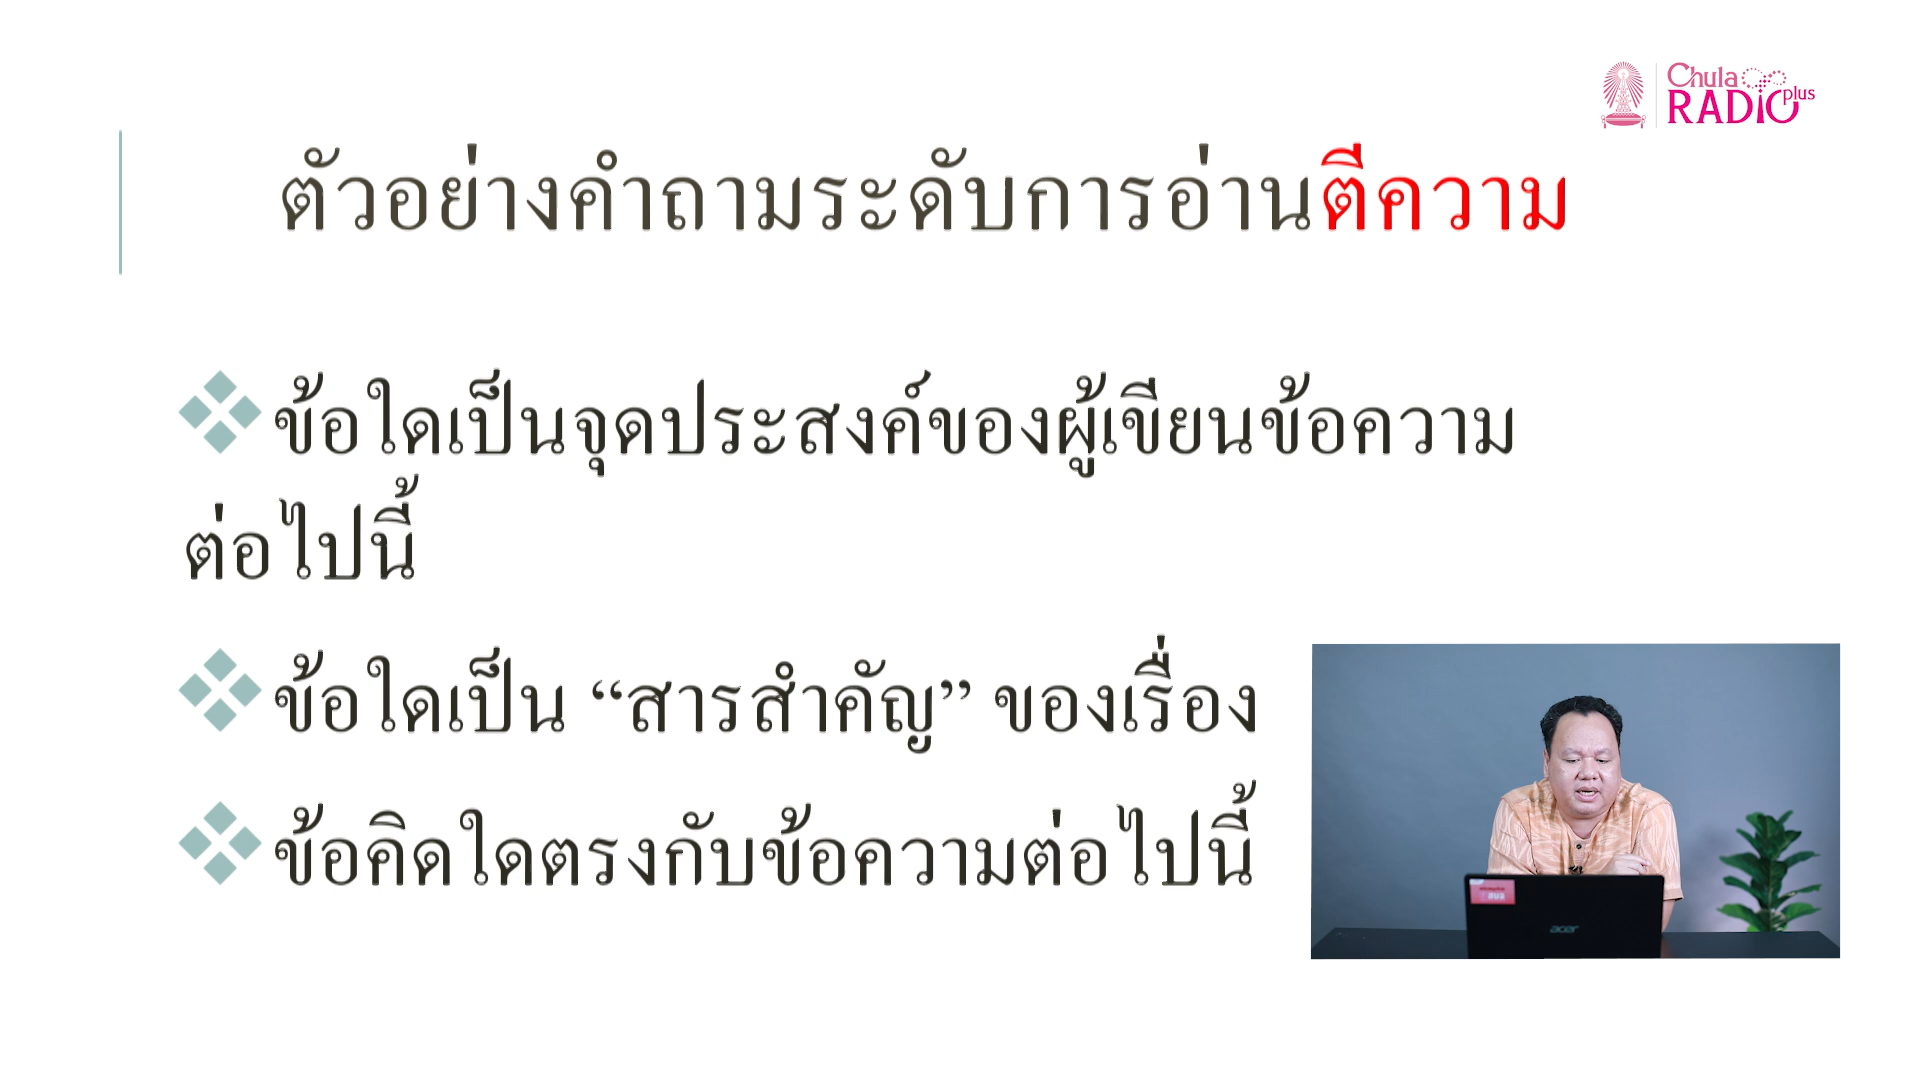 Chula
RADIO plus
ตัวอย่างคำถามระดับการอ่านตีความ
ข้อใดเป็นจุดประสงค์ของผู้เขียนข้อความ
ต่อไปนี้
ข้อใดเป็น “สารสำคัญ” ของเรื่อง
ข้อคิดใดตรงกับข้อความต่อไปนี้
acer